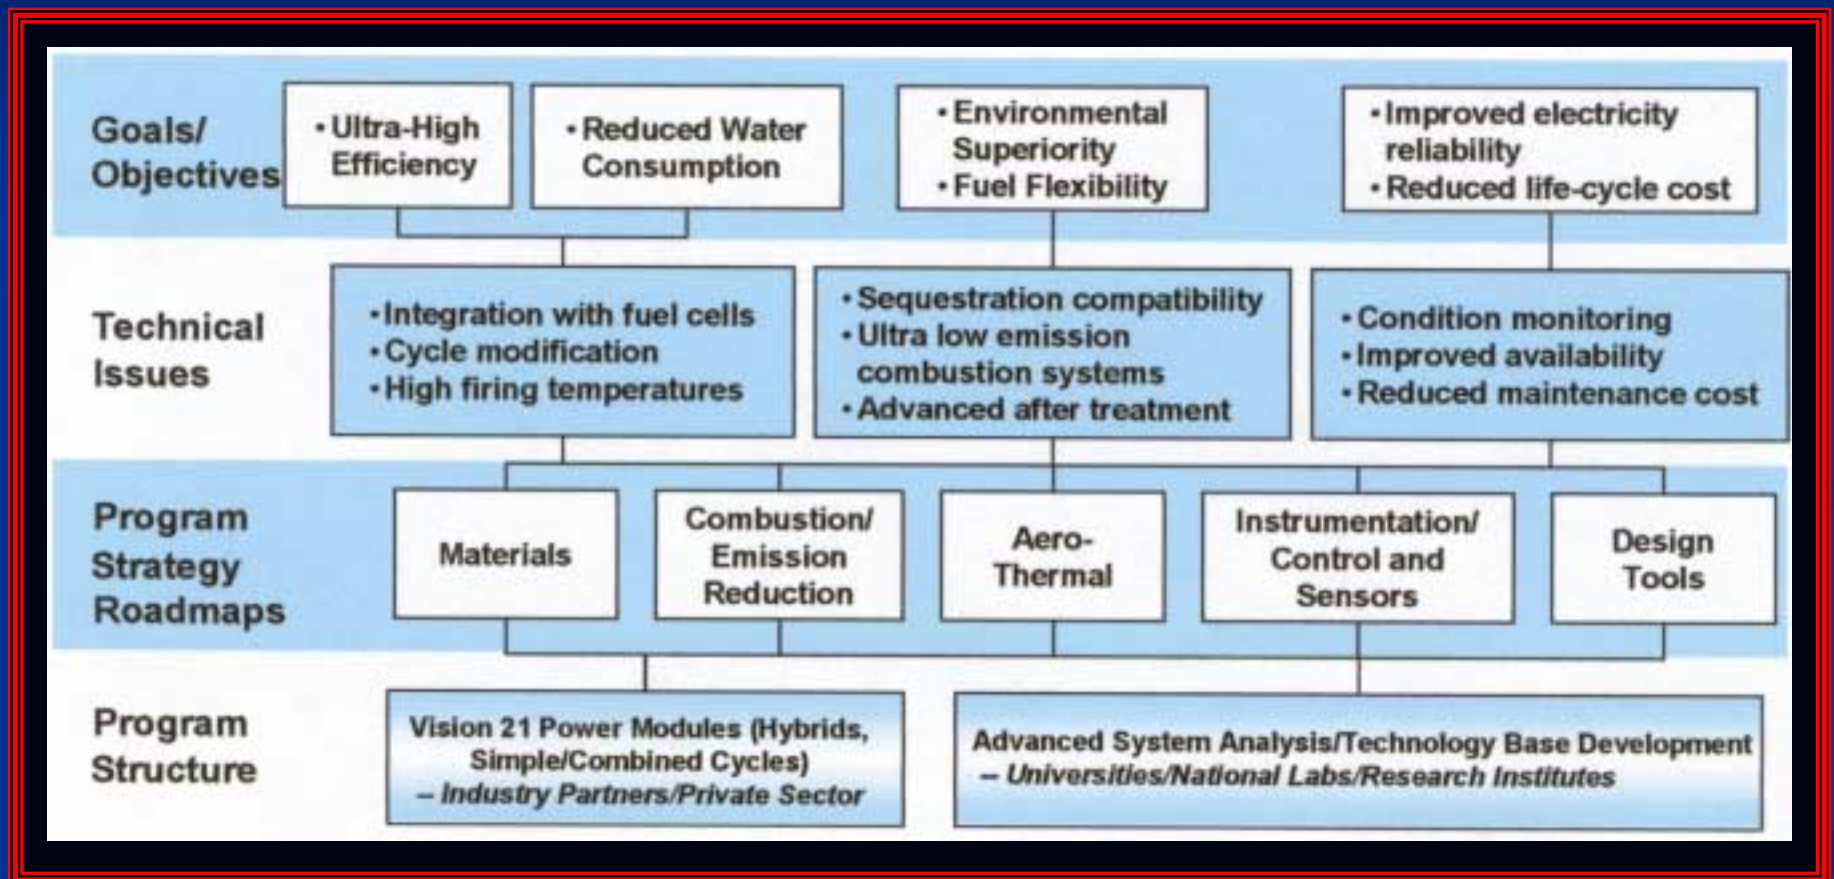 Goals/
Objectives
• Ultra-High
Efficiency
• Reduced Water
Consumption
• Environmental
Superiority
• Fuel Flexibility
• Improved electricity
reliability
• Reduced life-cycle cost
Technical
Issues
• Integration with fuel cells
• Cycle modification
• High firing temperatures
• Sequestration compatibility
• Ultra low emission
combustion systems
• Advanced after treatment
• Condition monitoring
• Improved availability
• Reduced maintenance cost
Program
Strategy
Roadmaps
Materials
Combustion/
Emission
Reduction
Aero-
Thermal
Instrumentation/
Control and
Sensors
Design
Tools
Program
Structure
Vision 21 Power Modules (Hybrids,
Simple/Combined Cycles)
– Industry Partners/Private Sector
Advanced System Analysis/Technology Base Development
– Universities/National Labs/Research Institutes